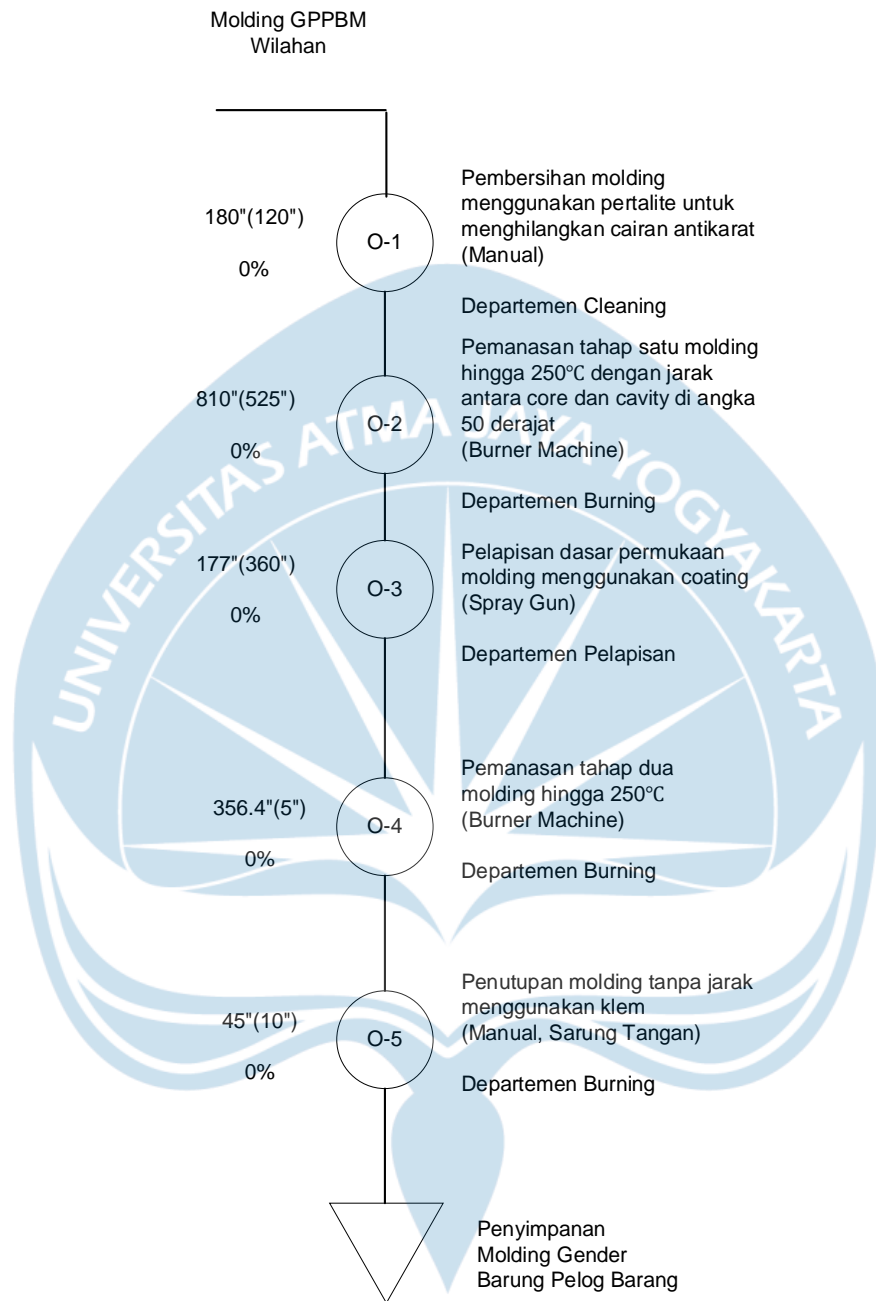 Molding GPPBM
Wilahan
180"(120")
0%
O-1
Pembersihan molding
menggunakan pertalite untuk
menghilangkan cairan antikarat
(Manual)
Departemen Cleaning
810"(525")
0%
O-2
Pemanasan tahap satu molding
hingga 250℃ dengan jarak
antara core dan cavity di angka
50 derajat
(Burner Machine)
Departemen Burning
177"(360")
0%
O-3
Pelapisan dasar permukaan
molding menggunakan coating
(Spray Gun)
Departemen Pelapisan
356.4"(5")
0%
O-4
Pemanasan tahap dua
molding hingga 250℃
(Burner Machine)
Departemen Burning
45"(10")
0%
O-5
Penutupan molding tanpa jarak
menggunakan klem
(Manual, Sarung Tangan)
Departemen Burning
Penyimpanan
Molding Gender
Barung Pelog Barang
UNIVERSITAS ATMA JAYA YOGYAKARTA